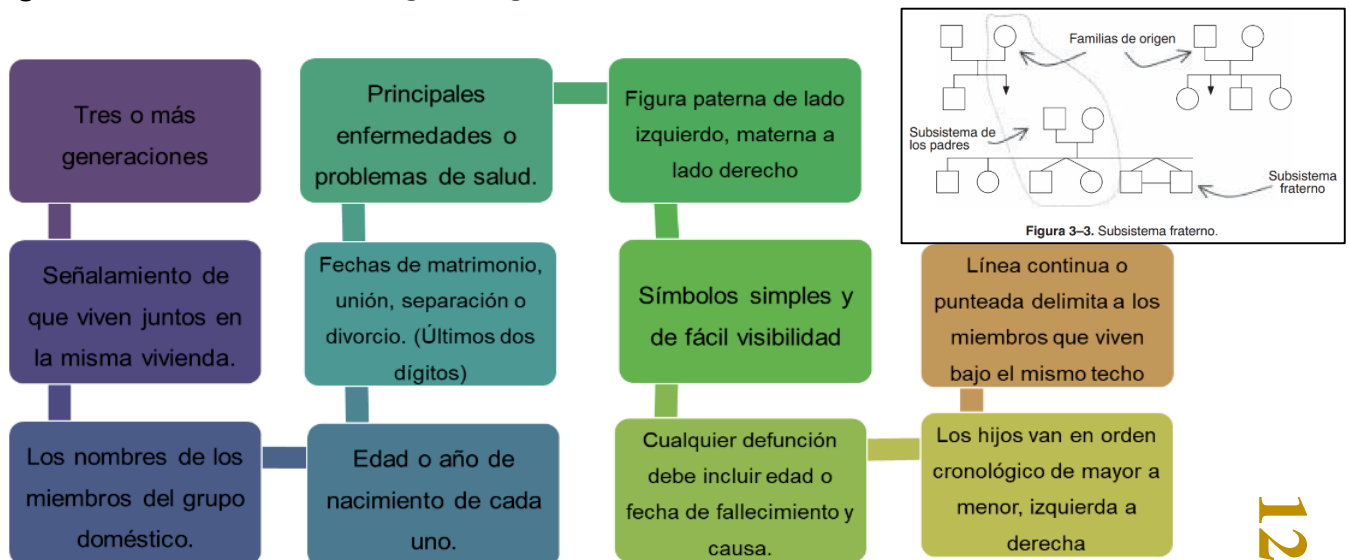 Tres o más
generaciones
Señalamiento de
que viven juntos en
la misma vivienda.
Los nombres de los
miembros del grupo
doméstico.
Edad o año de
nacimiento de cada
uno.
Fechas de matrimonio,
unión, separación o
divorcio. (Últimos dos
dígitos)
Principales
enfermedades o
problemas de salud.
Figura paterna de lado
izquierdo, materna a
lado derecho
Símbolos simples y
de fácil visibilidad
Cualquier defunción
debe incluir edad o
fecha de fallecimiento y
causa.
Los hijos van en orden
cronológico de mayor a
menor, izquierda a
derecha
Línea continua o
punteada delimita a los
miembros que viven
bajo el mismo techo
Familias de origen
Subsistema de
los padres
Subsistema
fraterno
Figura 3–3. Subsistema fraterno.
12